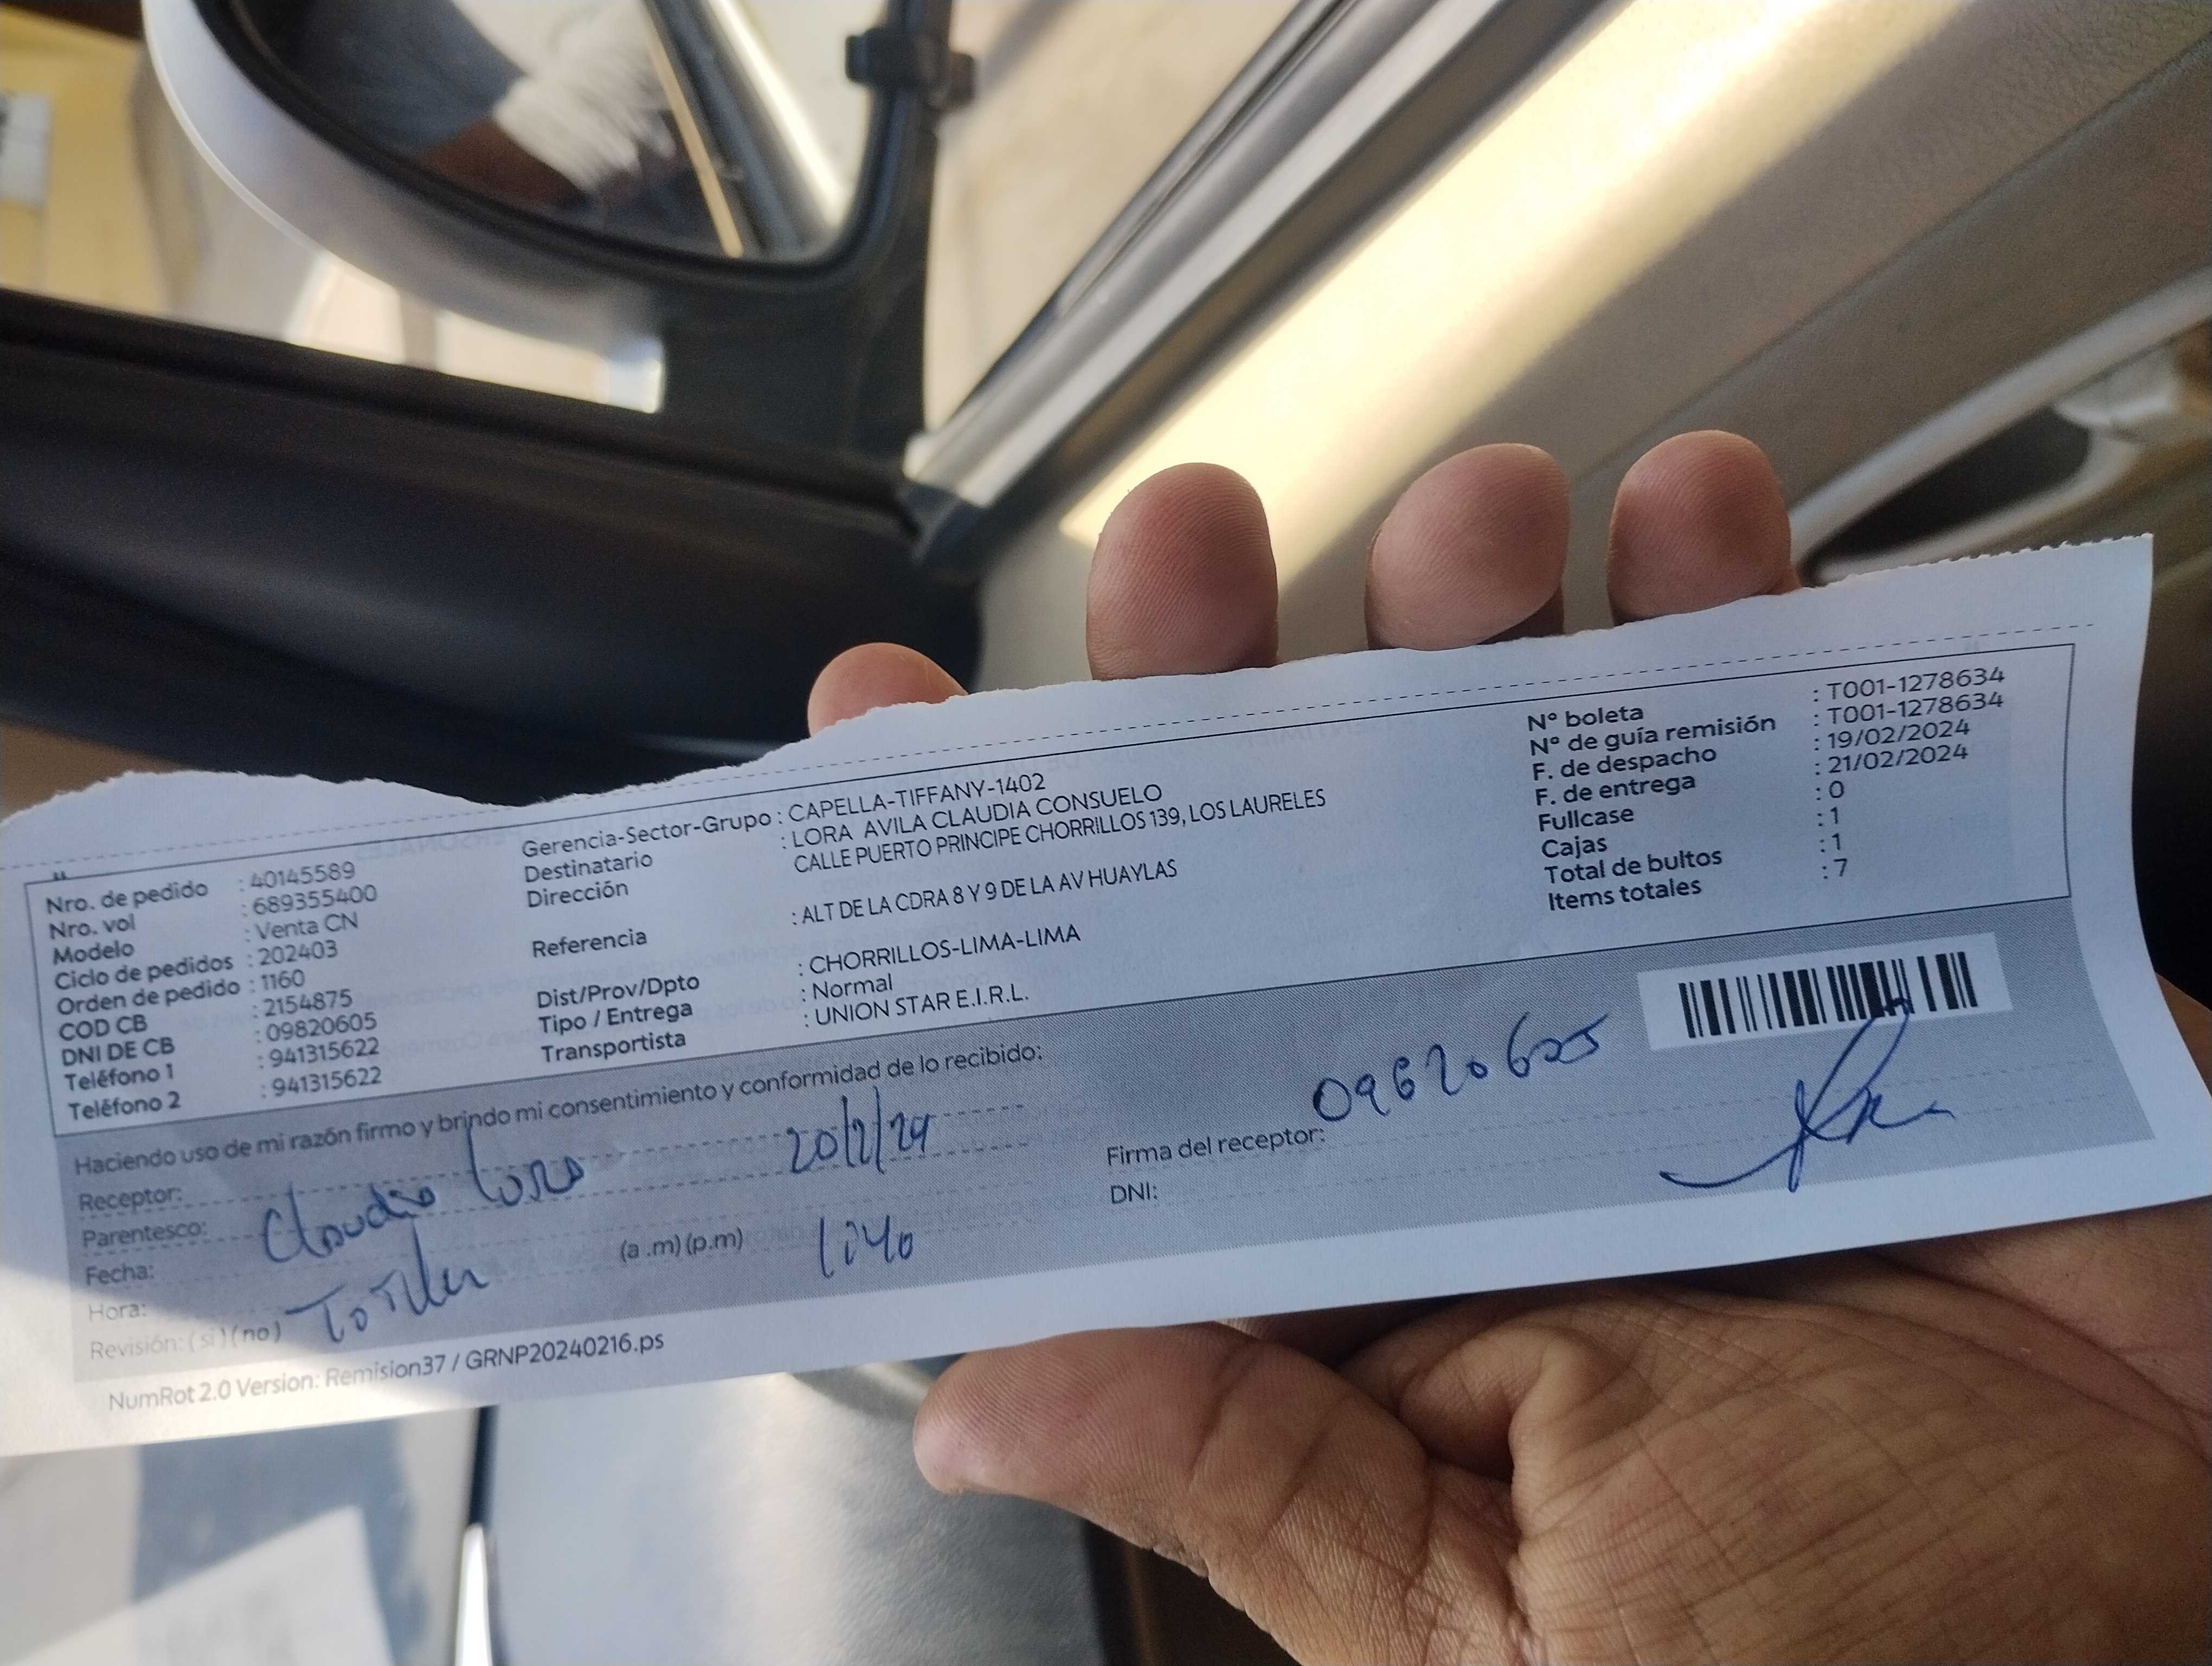 Nro. de pedido : 40145589
Nro. vol : 689355400
Modelo : Venta CN
Ciclo de pedidos : 202403
Orden de pedido : 1160
COD CB : 2154875
DNI DE CB : 09820605
Teléfono 1 : 941315622
Teléfono 2 : 941315622
Gerencia-Sector-Grupo : CAPELLA-TIFFANY-1402
Destinatario : LORA AVILA CLAUDIA CONSUELO
Dirección CALLE PUERTO PRINCIPE CHORRILLOS 139, LOS LAURELES
Referencia : ALT DE LA CDRA 8 Y 9 DE LA AV HUAYLAS
Dist/Prov/Dpto : CHORRILLOS-LIMA-LIMA
Tipo / Entrega : Normal
Transportista : UNION STAR E.I.R.L.
Nº boleta : T001-1278634
Nº de guía remisión : T001-1278634
F. de despacho : 19/02/2024
F. de entrega : 21/02/2024
Fullcase : 0
Cajas : 1
Total de bultos : 1
Items totales : 7
Haciendo uso de mi razón firmo y brindo mi consentimiento y conformidad de lo recibido:
Receptor:
Parentesco: Claudia Lora 20/2/24
Fecha:
Hora: (a .m) (p.m)
Revisión: (si) (no)
Firma del receptor:
DNI:
NumRot 2.0 Version: Remision37 / GRNP20240216.ps